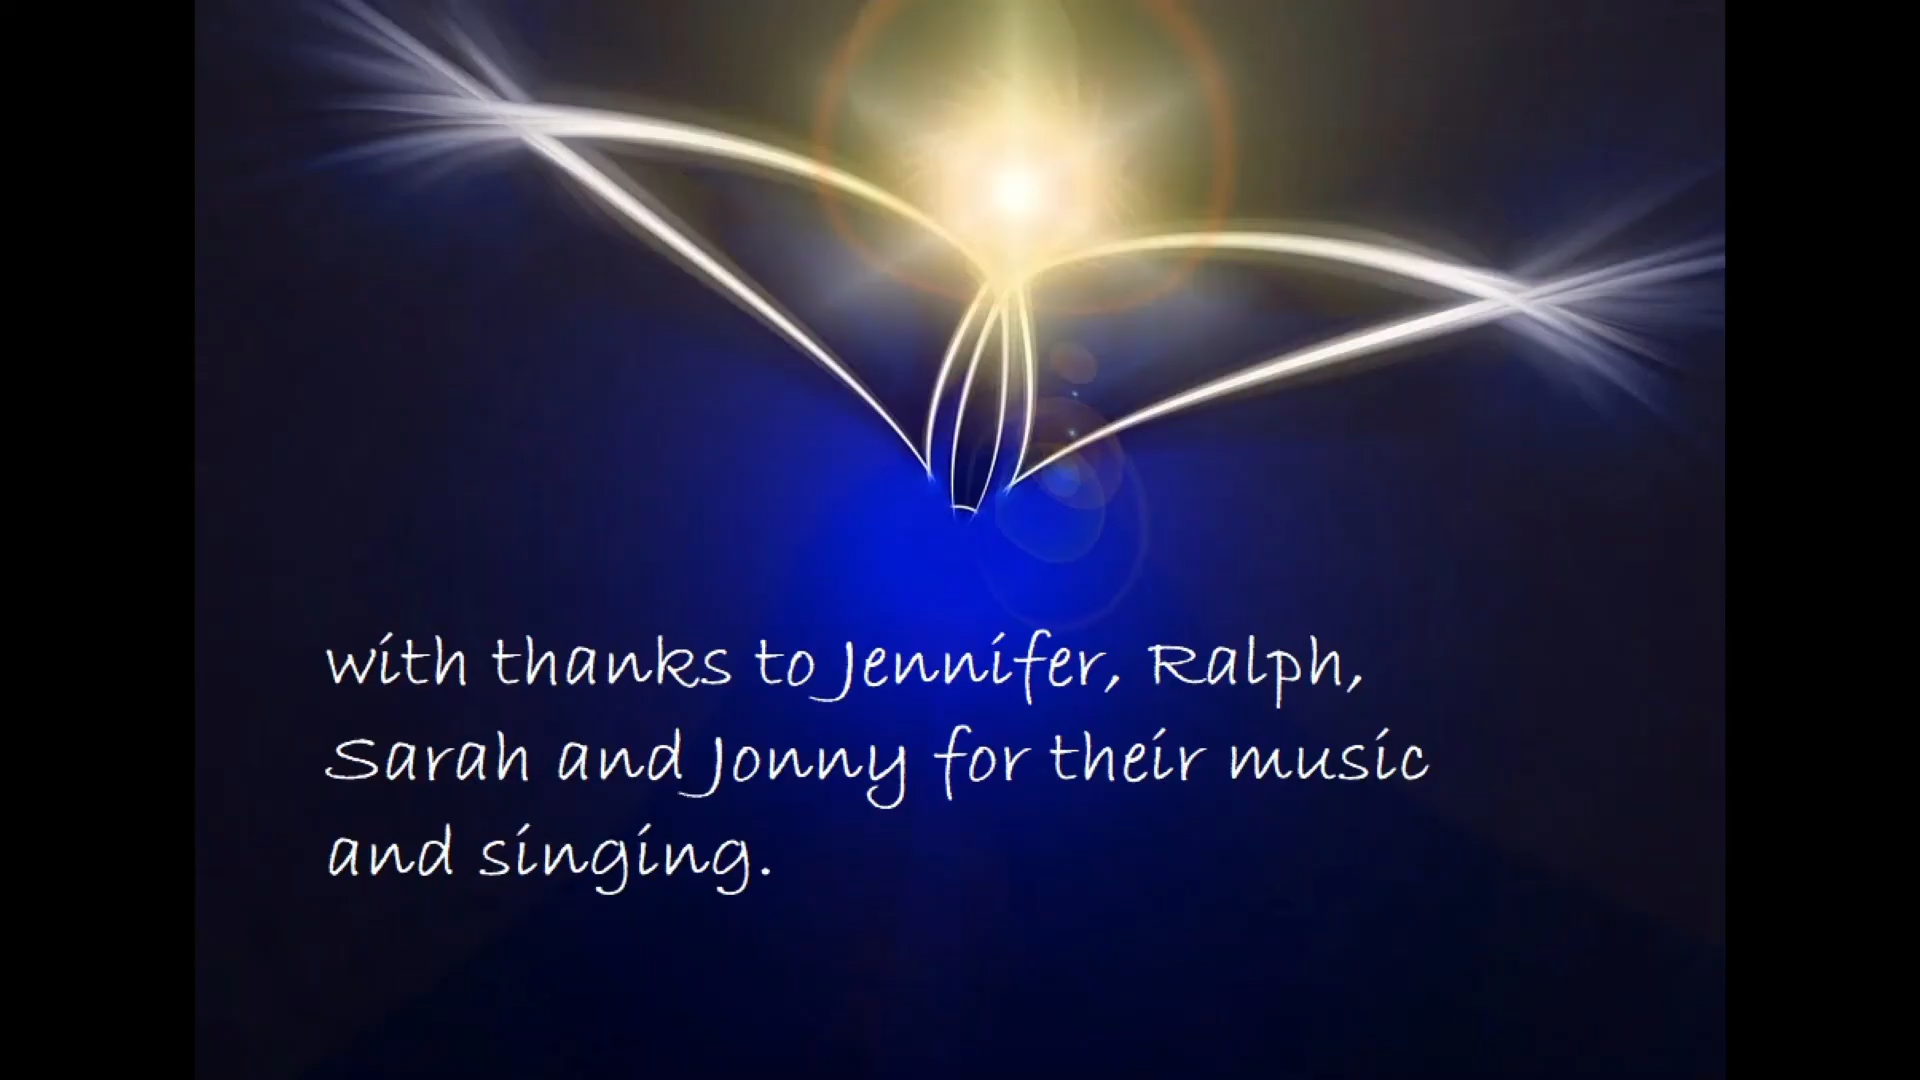 with thanks to Jennifer, Ralph,
Sarah and Jonny for their music
and singing.